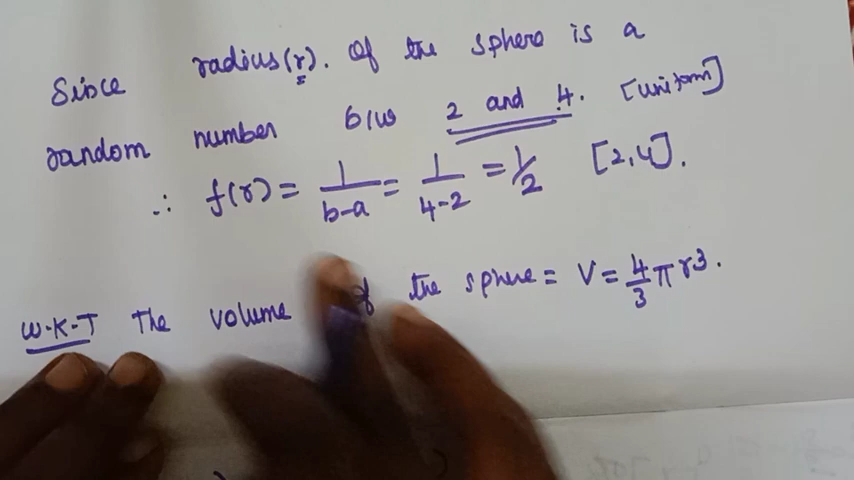 Since radius(r). of the sphere is a
random number b/w 2 and 4. [uniform]
∴ f(r) = 1/b-a = 1/4-2 = 1/2 [2,4].
W.K.T The volume of the sphere = V = 4/3 π r³.